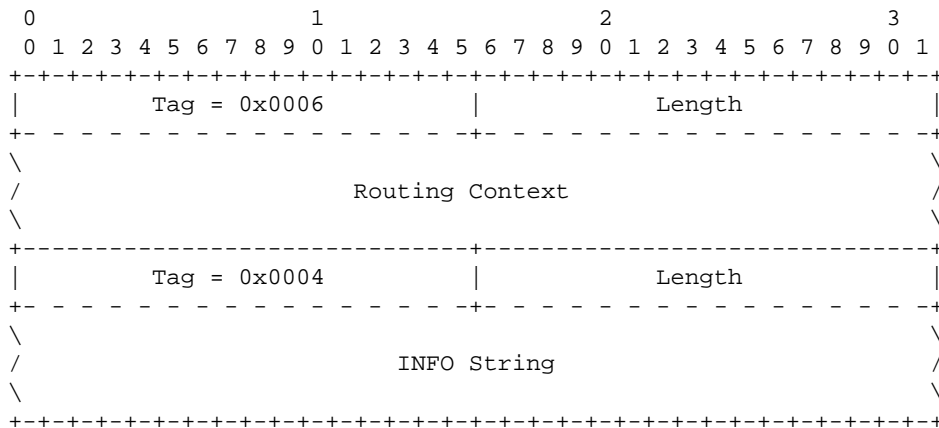 0                   1                   2                   3
 0 1 2 3 4 5 6 7 8 9 0 1 2 3 4 5 6 7 8 9 0 1 2 3 4 5 6 7 8 9 0 1
+-+-+-+-+-+-+-+-+-+-+-+-+-+-+-+-+-+-+-+-+-+-+-+-+-+-+-+-+-+-+-+-+
|         Tag = 0x0006          |            Length             |
+- - - - - - - - - - - - - - - -+- - - - - - - - - - - - - - - -+
\                                                               \
/                       Routing Context                         /
\                                                               \
+-------------------------------+-------------------------------+
|         Tag = 0x0004          |            Length             |
+- - - - - - - - - - - - - - - -+- - - - - - - - - - - - - - - -+
\                                                               \
/                          INFO String                          /
\                                                               \
+-+-+-+-+-+-+-+-+-+-+-+-+-+-+-+-+-+-+-+-+-+-+-+-+-+-+-+-+-+-+-+-+